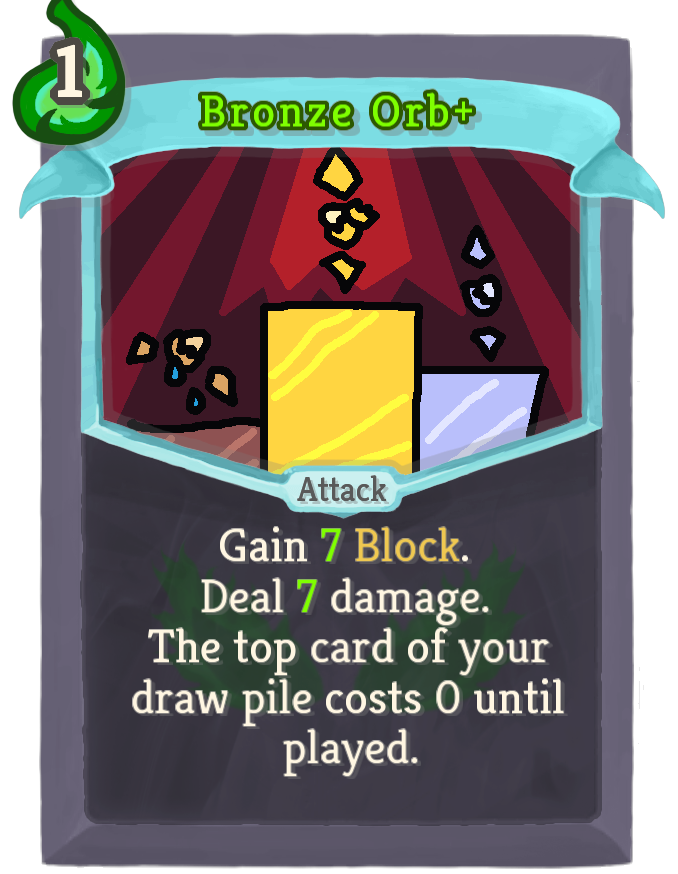 1
Bronze Orb+
Attack
Gain 7 Block.
Deal 7 damage.
The top card of your
draw pile costs 0 until
played.